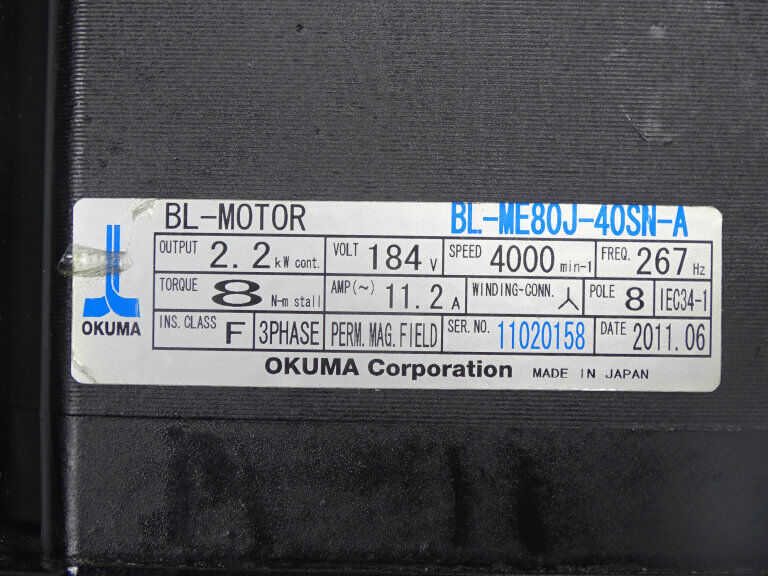 BL-MOTOR BL-ME80J-40SN-A
OUTPUT 2.2 kW cont. VOLT 184 V SPEED 4000 min-1 FREQ. 267 Hz
TORQUE 8 N-m stall AMP(~) 11.2 A WINDING-CONN. 人 POLE 8 IEC34-1
OKUMA
INS. CLASS F 3PHASE PERM. MAG. FIELD SER. NO. 11020158 DATE 2011.06
OKUMA Corporation MADE IN JAPAN